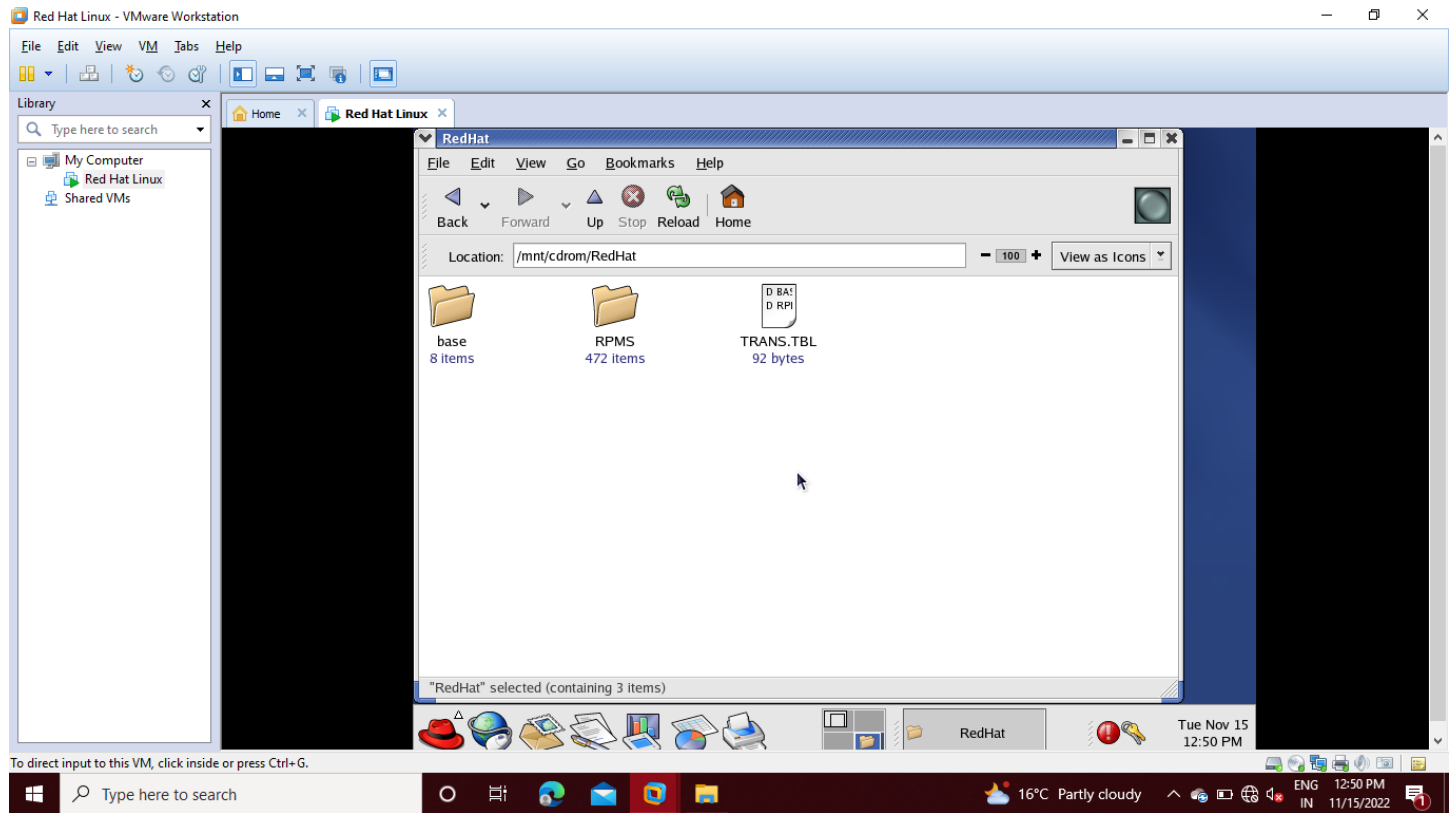 Red Hat Linux - VMware Workstation
File Edit View VM Tabs Help
Library
Type here to search
My Computer
Red Hat Linux
Shared VMs
Home
Red Hat Linux
RedHat
File Edit View Go Bookmarks Help
Back Forward Up Stop Reload Home
Location: /mnt/cdrom/RedHat 100 View as Icons
D BAS
D RPI
base RPMS TRANS.TBL
8 items 472 items 92 bytes
"RedHat" selected (containing 3 items)
RedHat
Tue Nov 15
12:50 PM
To direct input to this VM, click inside or press Ctrl+G.
Type here to search
16°C Partly cloudy
ENG
IN
12:50 PM
11/15/2022
1